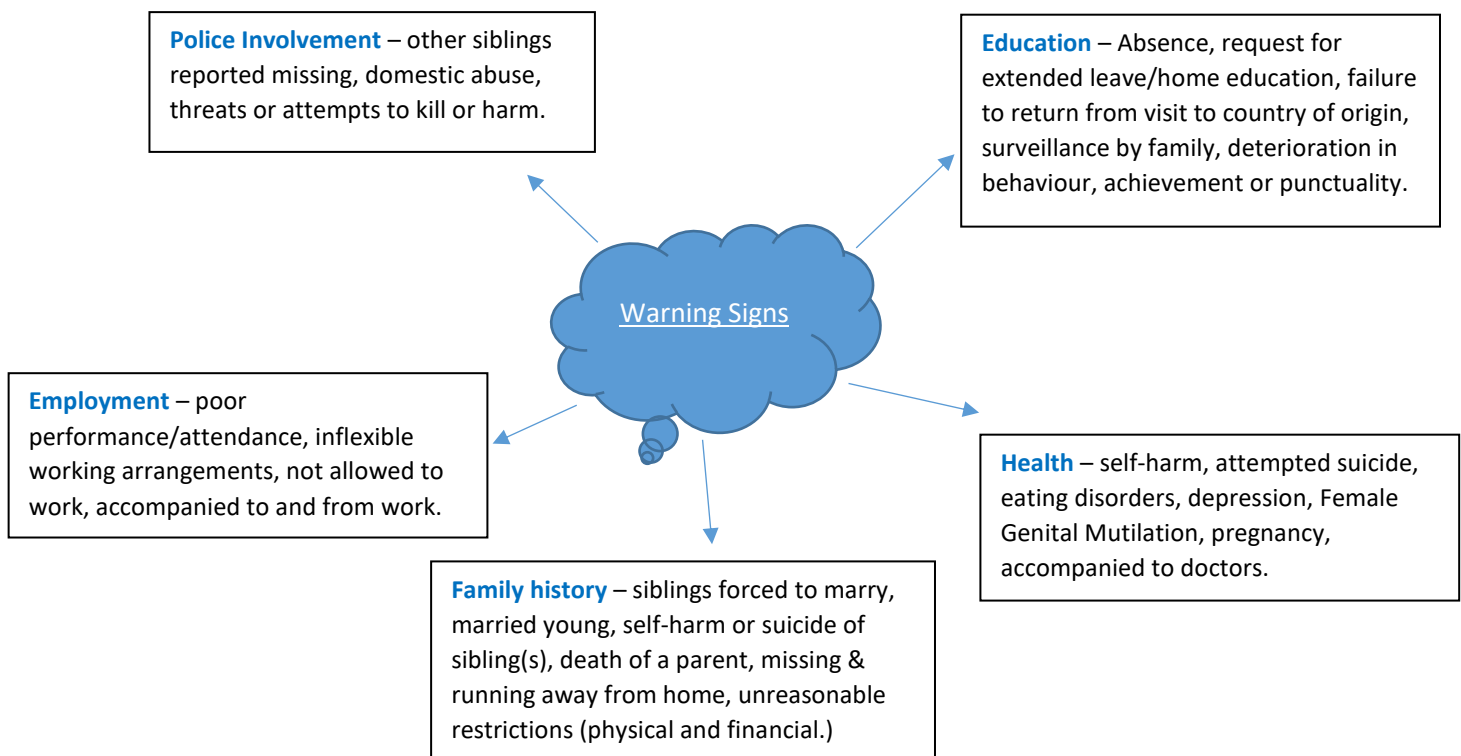 Police Involvement – other siblings
reported missing, domestic abuse,
threats or attempts to kill or harm.
Education – Absence, request for
extended leave/home education, failure
to return from visit to country of origin,
surveillance by family, deterioration in
behaviour, achievement or punctuality.
Warning Signs
Employment – poor
performance/attendance, inflexible
working arrangements, not allowed to
work, accompanied to and from work.
Health – self-harm, attempted suicide,
eating disorders, depression, Female
Genital Mutilation, pregnancy,
accompanied to doctors.
Family history – siblings forced to marry,
married young, self-harm or suicide of
sibling(s), death of a parent, missing &
running away from home, unreasonable
restrictions (physical and financial.)